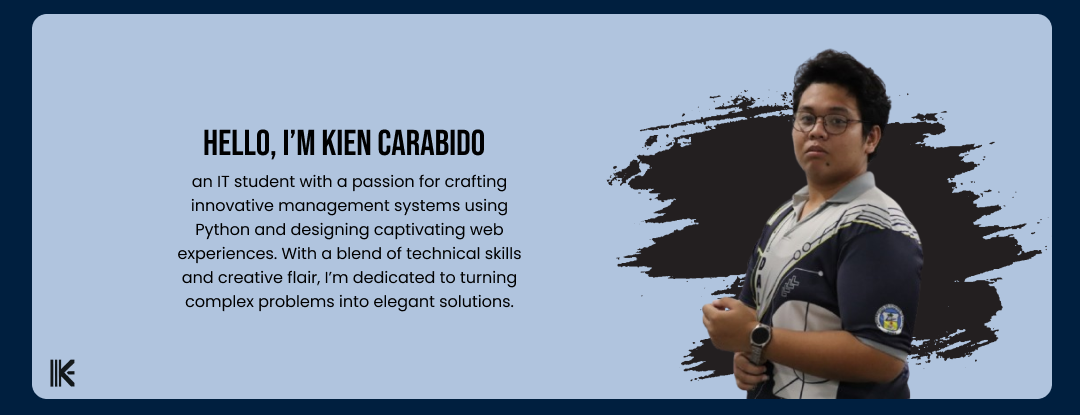 HELLO, I'M KIEN CARABIDO
an IT student with a passion for crafting
innovative management systems using
Python and designing captivating web
experiences. With a blend of technical skills
and creative flair, I'm dedicated to turning
complex problems into elegant solutions.
K